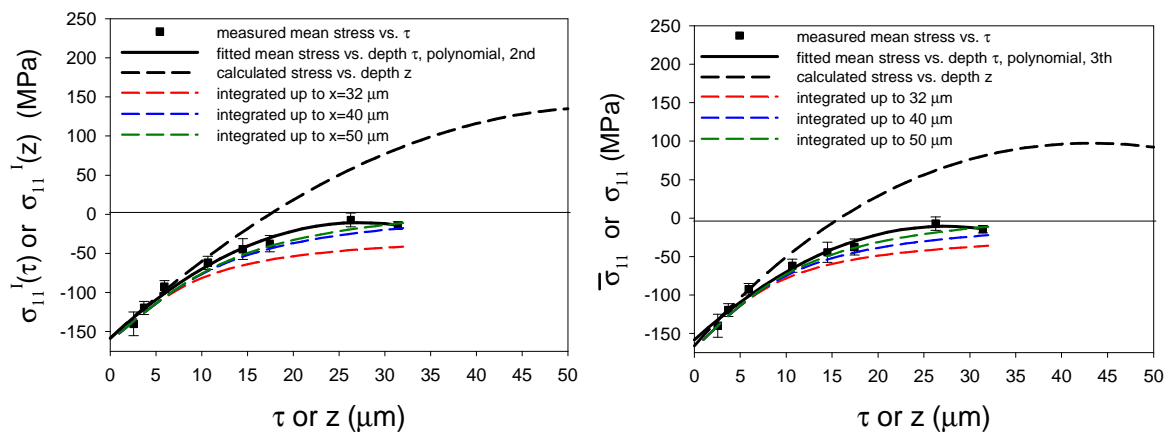 250
200
150
100
50
0
-50
-100
-150
σ₁₁ᴵ(τ) or σ₁₁ᴵ(z) (MPa)
measured mean stress vs. τ
fitted mean stress vs. depth τ, polynomial, 2nd
calculated stress vs. depth z
integrated up to x=32 μm
integrated up to x=40 μm
integrated up to x=50 μm
0 5 10 15 20 25 30 35 40 45 50
τ or z (μm)
250
200
150
100
50
0
-50
-100
-150
σ̅₁₁ or σ₁₁ (MPa)
measured mean stress vs. τ
fitted mean stress vs. depth τ, polynomial, 3th
calculated stress vs. depth z
integrated up to 32 μm
integrated up to 40 μm
integrated up to 50 μm
0 5 10 15 20 25 30 35 40 45 50
τ or z (μm)